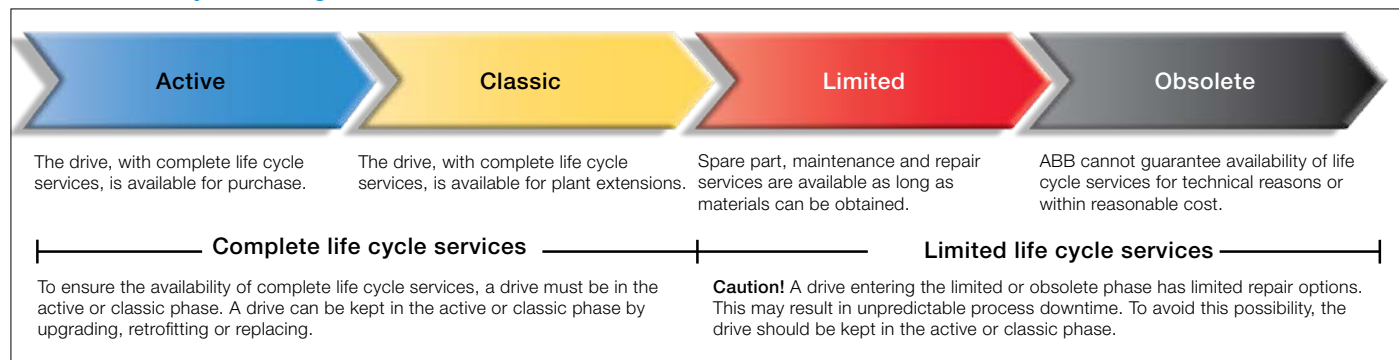 Active
Classic
Limited
Obsolete
The drive, with complete life cycle
services, is available for purchase.
The drive, with complete life cycle
services, is available for plant extensions.
Spare part, maintenance and repair
services are available as long as
materials can be obtained.
ABB cannot guarantee availability of life
cycle services for technical reasons or
within reasonable cost.
Complete life cycle services
Limited life cycle services
To ensure the availability of complete life cycle services, a drive must be in the
active or classic phase. A drive can be kept in the active or classic phase by
upgrading, retrofitting or replacing.
Caution! A drive entering the limited or obsolete phase has limited repair options.
This may result in unpredictable process downtime. To avoid this possibility, the
drive should be kept in the active or classic phase.